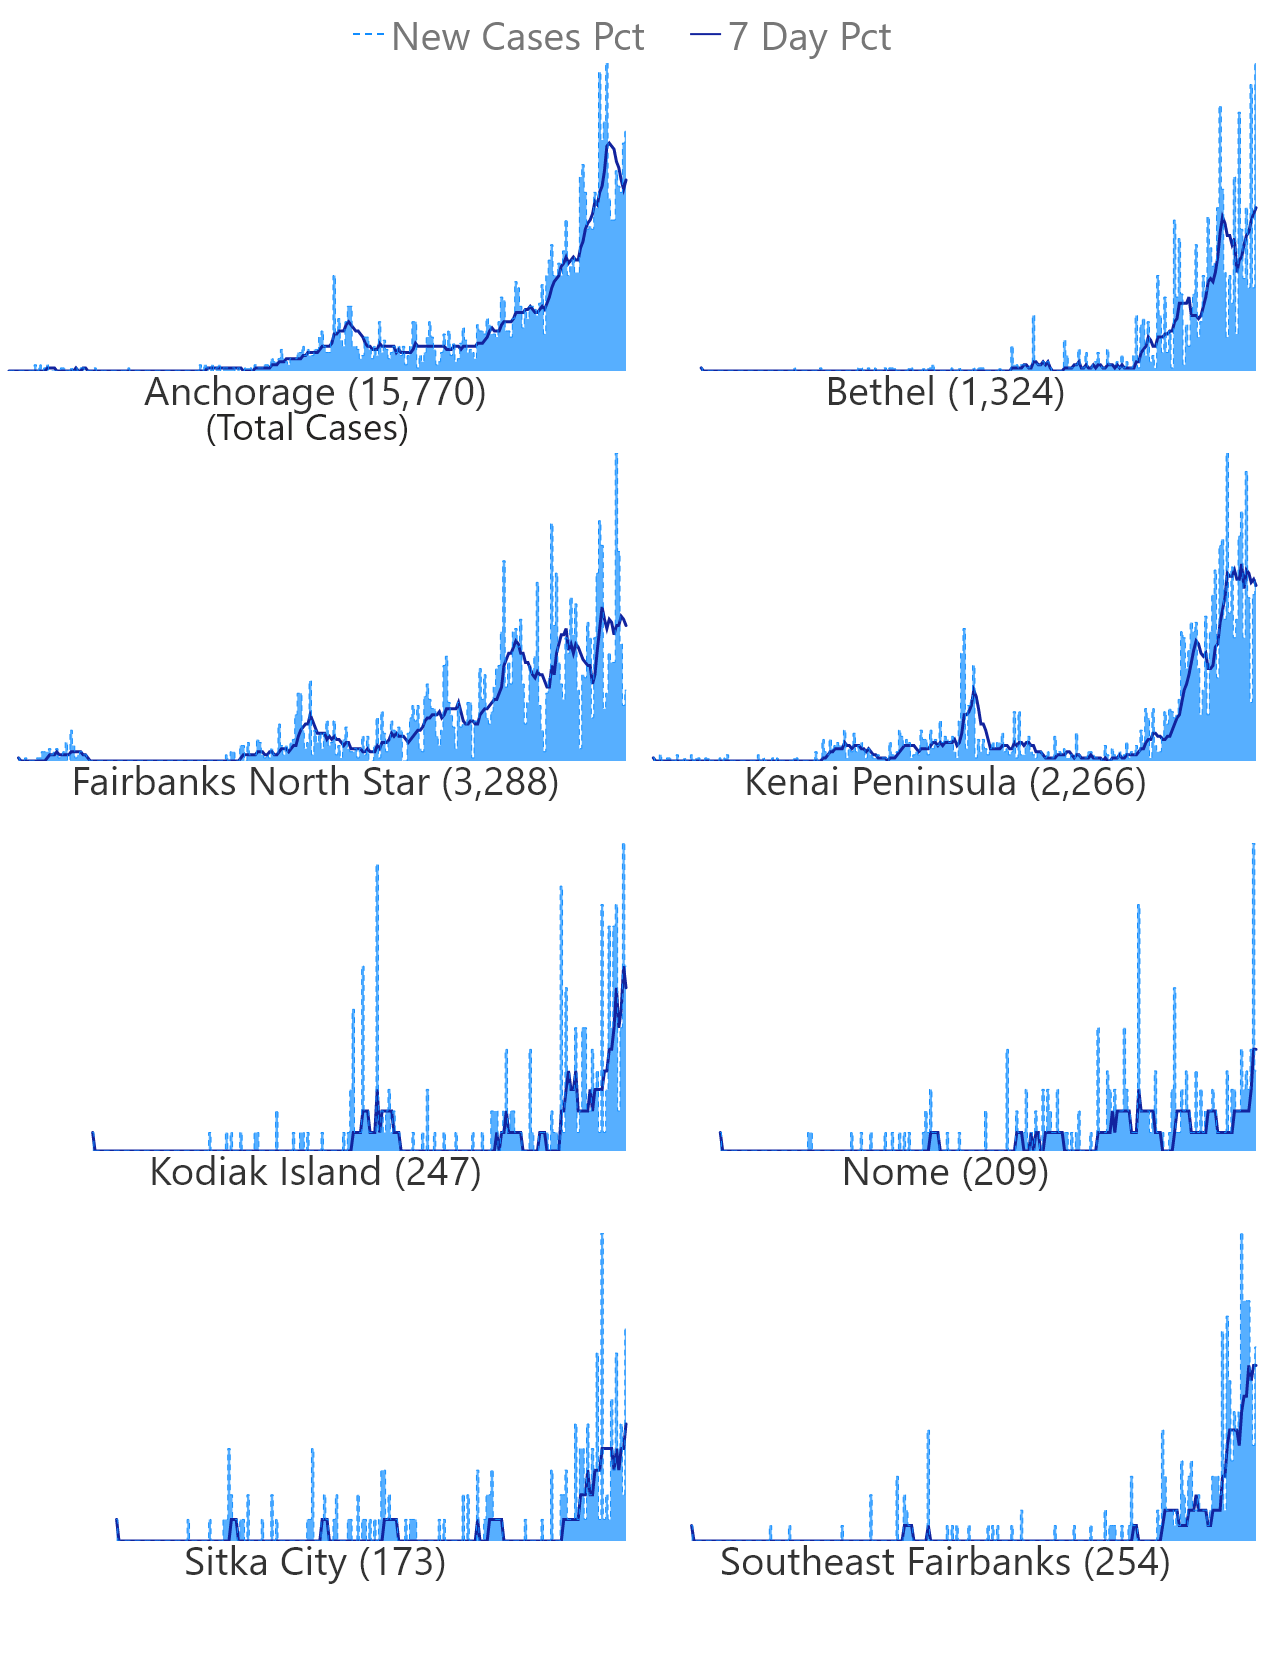 New Cases Pct 7 Day Pct
Anchorage (15,770)
(Total Cases)
Bethel (1,324)
Fairbanks North Star (3,288)
Kenai Peninsula (2,266)
Kodiak Island (247)
Nome (209)
Sitka City (173)
Southeast Fairbanks (254)